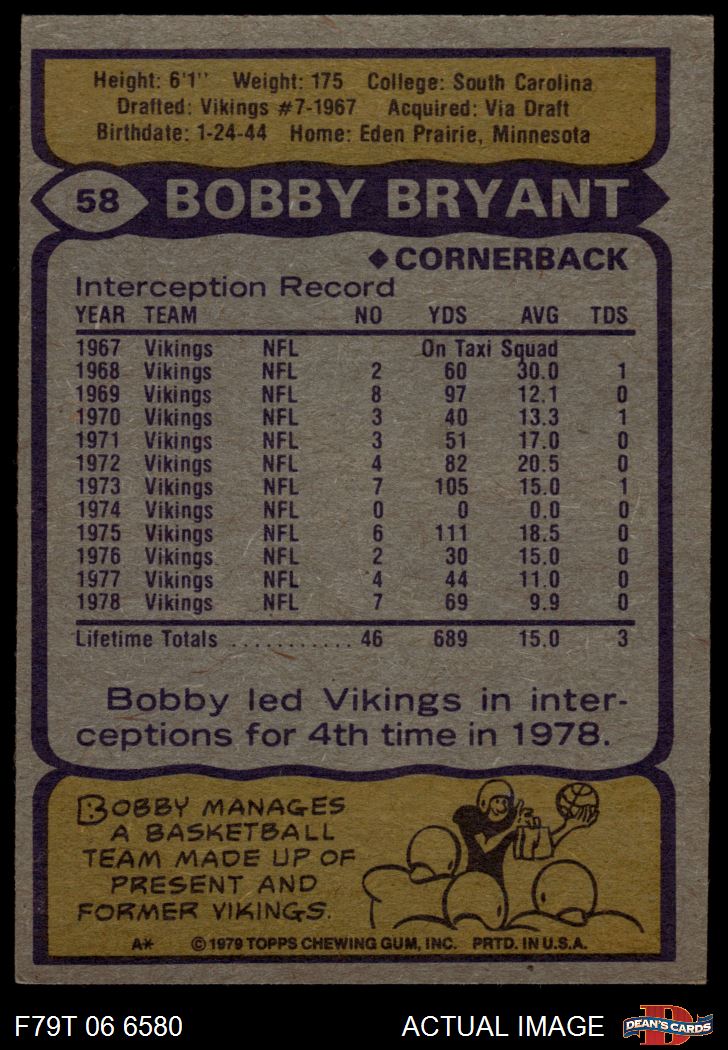 Height: 6'1" Weight: 175 College: South Carolina
Drafted: Vikings #7-1967 Acquired: Via Draft
Birthdate: 1-24-44 Home: Eden Prairie, Minnesota
58 BOBBY BRYANT
◆CORNERBACK
Interception Record
YEAR TEAM NO YDS AVG TDS
1967 Vikings NFL On Taxi Squad
1968 Vikings NFL 2 60 30.0 1
1969 Vikings NFL 8 97 12.1 0
1970 Vikings NFL 3 40 13.3 1
1971 Vikings NFL 3 51 17.0 0
1972 Vikings NFL 4 82 20.5 0
1973 Vikings NFL 7 105 15.0 1
1974 Vikings NFL 0 0 0.0 0
1975 Vikings NFL 6 111 18.5 0
1976 Vikings NFL 2 30 15.0 0
1977 Vikings NFL 4 44 11.0 0
1978 Vikings NFL 7 69 9.9 0
Lifetime Totals ........... 46 689 15.0 3
Bobby led Vikings in inter-
ceptions for 4th time in 1978.
BOBBY MANAGES
A BASKETBALL
TEAM MADE UP OF
PRESENT AND
FORMER VIKINGS.
A* © 1979 TOPPS CHEWING GUM, INC. PRTD. IN U.S.A.
F79T 06 6580 ACTUAL IMAGE D DEAN'S CARDS